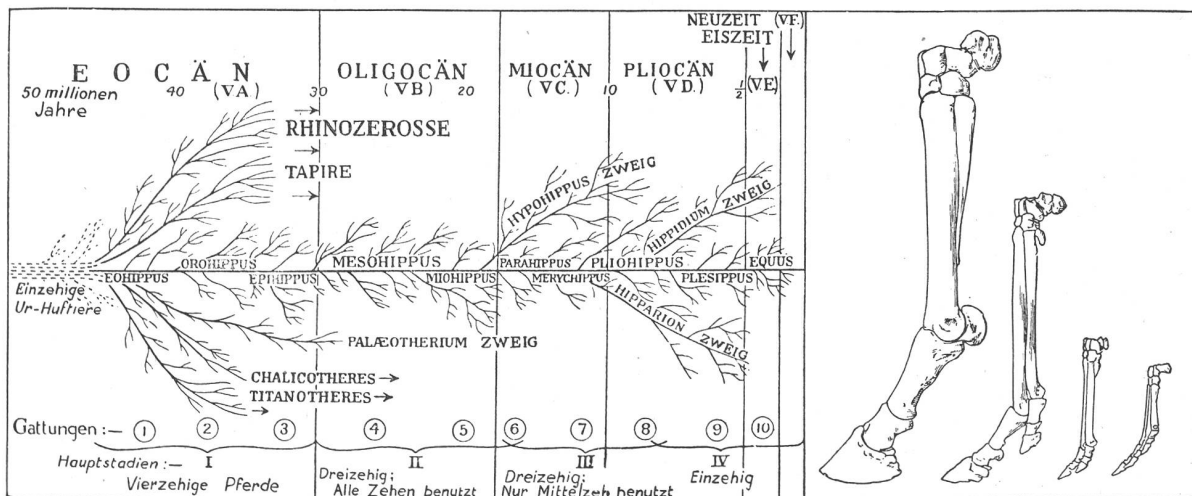 NEUZEIT (VF.)
EISZEIT
EOCÄN OLIGOCÄN MIOCÄN PLIOCÄN
(VA) (VB) (VC.) (VD.) (V.E.)
50 millionen 40 30 20 10 ½
Jahre
RHINOZEROSSE
TAPIRE
HYPOHIPPUS ZWEIG
HIPPIDIUM ZWEIG
OROHIPPUS MESOHIPPUS PARAHIPPUS PLIOHIPPUS EQUUS
EOHIPPUS EPIHIPPUS MIOHIPPUS MERYCHIPPUS PLÆSIPPUS
Einzehige
Ur-Huftiere
HIPPARION ZWEIG
PALÆOTHERIUM ZWEIG
CHALICOTHERES
TITANOTHERES
Gattungen :— 1 2 3 4 5 6 7 8 9 10
Hauptstadien :— I II III IV
Vierzehige Pferde
Dreizehig;
Alle Zehen benutzt
Dreizehig;
Nur Mittelzeh benutzt
Einzehig